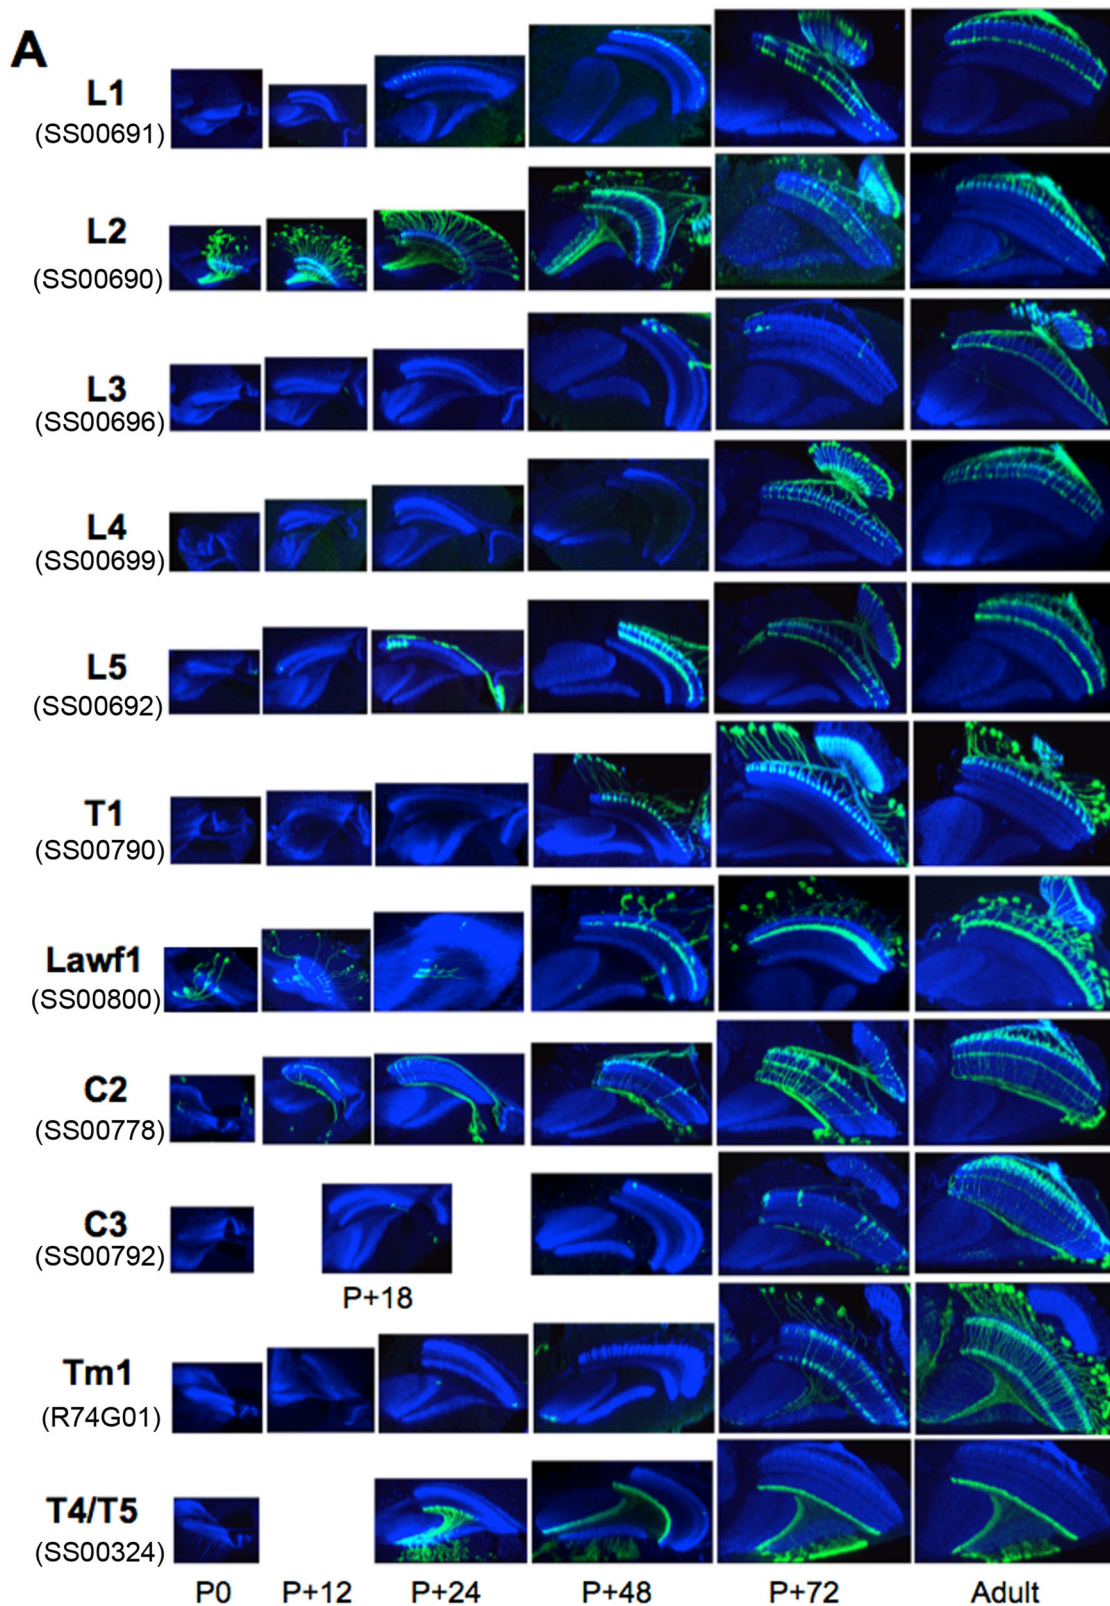 A
L1
(SS00691)
L2
(SS00690)
L3
(SS00696)
L4
(SS00699)
L5
(SS00692)
T1
(SS00790)
Lawf1
(SS00800)
C2
(SS00778)
C3
(SS00792)
P+18
Tm1
(R74G01)
T4/T5
(SS00324)
P0 P+12 P+24 P+48 P+72 Adult